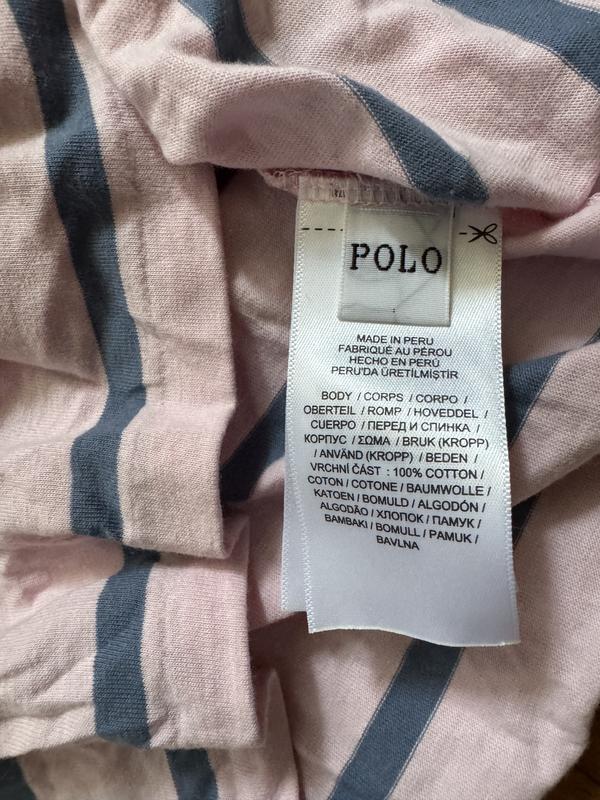 POLO
MADE IN PERU
FABRIQUÉ AU PÉROU
HECHO EN PERÚ
PERU'DA ÜRETİLMİŞTİR
BODY / CORPS / CORPO /
OBERTEIL / ROMP / HOVEDDEL /
CUERPO / ПЕРЕД И СПИНКА /
КОРПУС / ΣΩΜΑ / BRUK (KROPP)
/ ANVÄND (KROPP) / BEDEN /
VRCHNÍ ČÁST : 100% COTTON /
COTON / COTONE / BAUMWOLLE /
KATOEN / BOMULD / ALGODÓN /
ALGODÃO / ХЛОПОК / ПАМУК /
ΒΑΜΒΑΚΙ / BOMULL / PAMUK /
BAVLNA